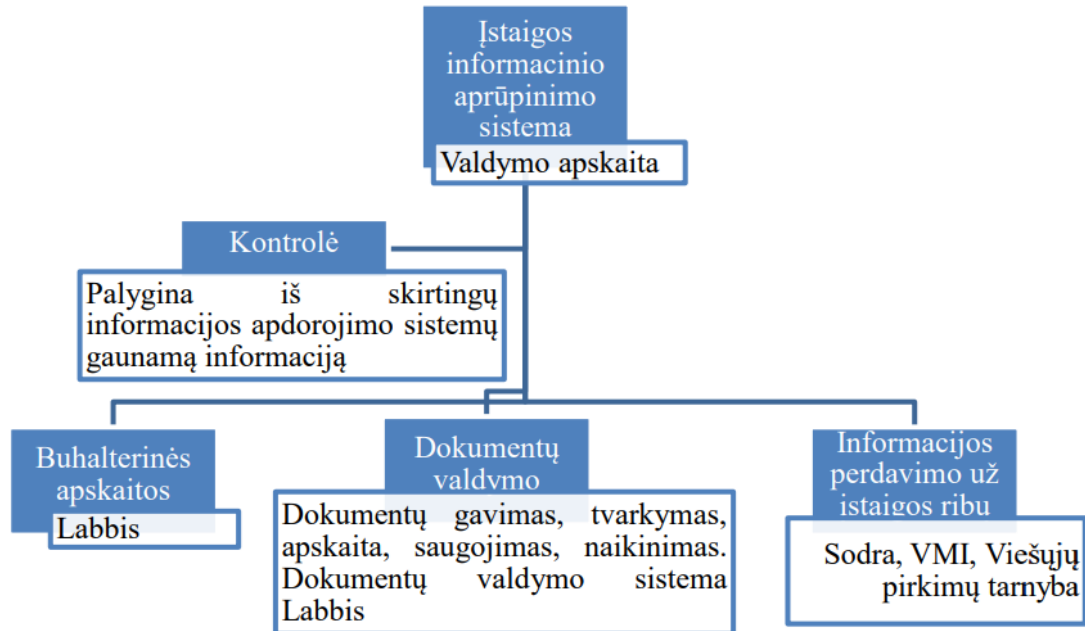 Įstaigos
informacinio
aprūpinimo
sistema
Valdymo apskaita
Kontrolė
Palygina iš skirtingų
informacijos apdorojimo sistemų
gaunamą informaciją
Buhalterinės
apskaitos
Labbis
Dokumentų
valdymo
Dokumentų gavimas, tvarkymas,
apskaita, saugojimas, naikinimas.
Dokumentų valdymo sistema
Labbis
Informacijos
perdavimo už
įstaigos ribų
Sodra, VMI, Viešųjų
pirkimų tarnyba